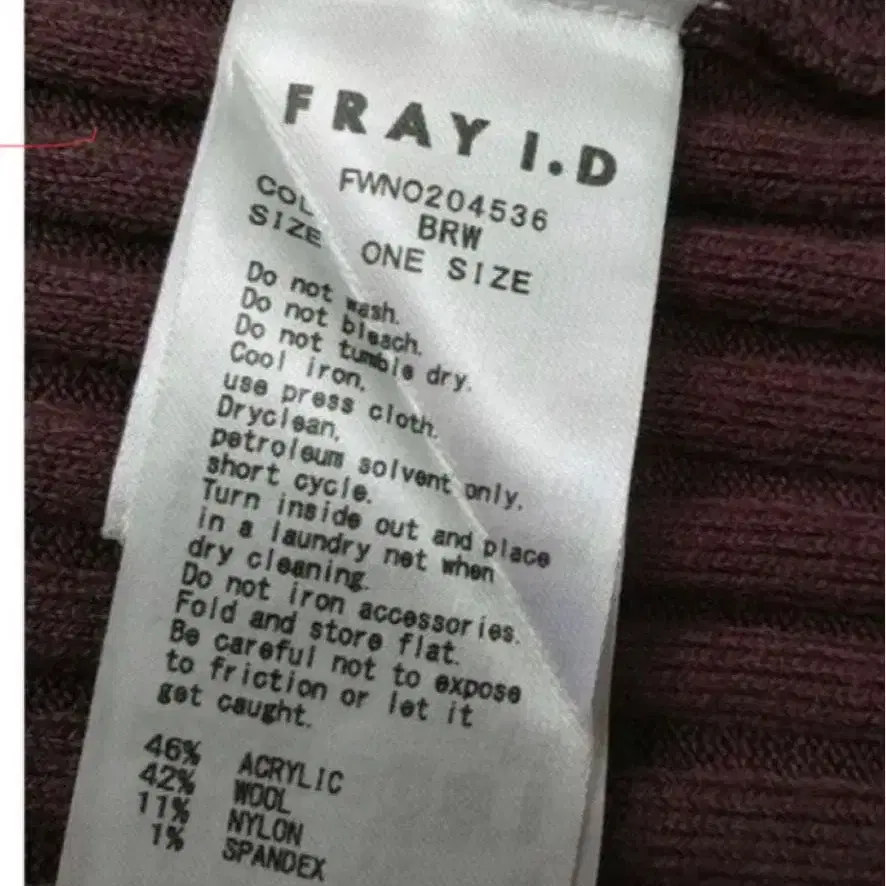 FRAY I.D
FWNO204536
COL BRW
SIZE ONE SIZE
Do not wash.
Do not bleach.
Do not tumble dry.
Cool iron.
use press cloth.
Dryclean,
petroleum solvent only.
short cycle.
Turn inside out and place
in a laundry net when
dry cleaning.
Do not iron accessories.
Fold and store flat.
Be careful not to expose
to friction or let it
get caught.
46% ACRYLIC
42% WOOL
11% NYLON
1% SPANDEX